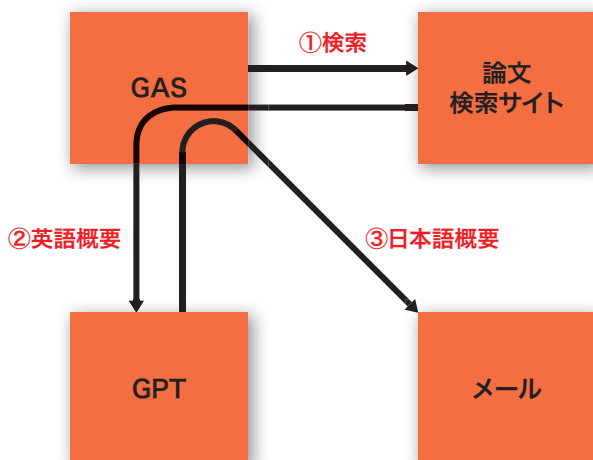 ①検索
GAS
論文
検索サイト
②英語概要
③日本語概要
GPT
メール